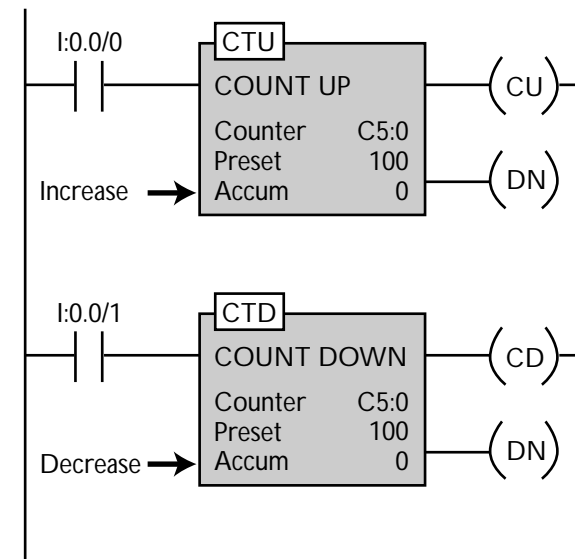 I:0.0/0
CTU
COUNT UP
CU
Counter C5:0
Preset 100
DN
Increase
Accum 0
I:0.0/1
CTD
COUNT DOWN
CD
Counter C5:0
Preset 100
DN
Decrease
Accum 0